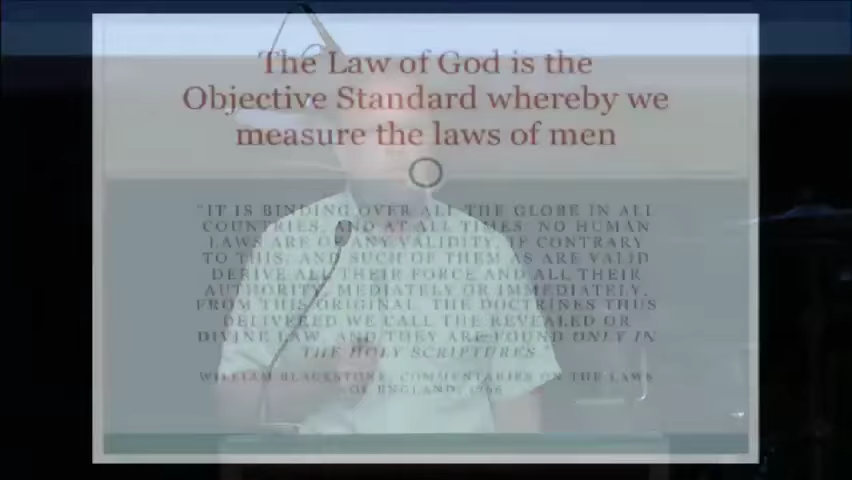 The Law of God is the
Objective Standard whereby we
measure the laws of men
"IT IS BINDING OVER ALL THE GLOBE IN ALL
COUNTRIES, AND AT ALL TIMES: NO HUMAN
LAWS ARE OF ANY VALIDITY, IF CONTRARY
TO THIS; AND SUCH OF THEM AS ARE VALID
DERIVE ALL THEIR FORCE AND ALL THEIR
AUTHORITY, MEDIATELY OR IMMEDIATELY,
FROM THIS ORIGINAL. THE DOCTRINES THUS
DELIVERED WE CALL THE REVEALED OR
DIVINE LAW, AND THEY ARE FOUND ONLY IN
THE HOLY SCRIPTURES
WILLIAM BLACKSTONE, COMMENTARIES ON THE LAWS
OF ENGLAND,